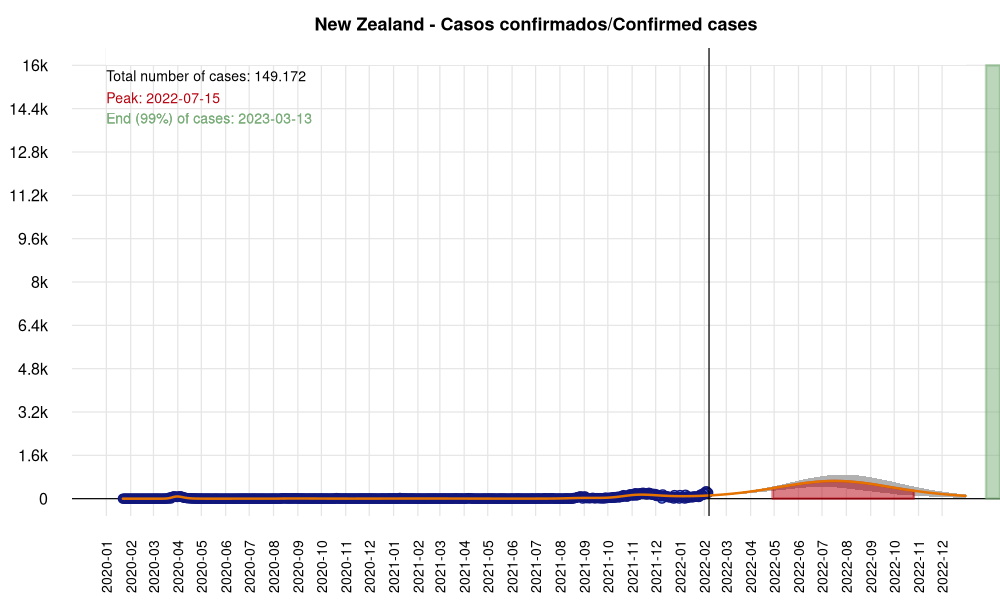 New Zealand - Casos confirmados/Confirmed cases
Total number of cases: 149.172
Peak: 2022-07-15
End (99%) of cases: 2023-03-13
16k
14.4k
12.8k
11.2k
9.6k
8k
6.4k
4.8k
3.2k
1.6k
0
2020-01
2020-02
2020-03
2020-04
2020-05
2020-06
2020-07
2020-08
2020-09
2020-10
2020-11
2020-12
2021-01
2021-02
2021-03
2021-04
2021-05
2021-06
2021-07
2021-08
2021-09
2021-10
2021-11
2021-12
2022-01
2022-02
2022-03
2022-04
2022-05
2022-06
2022-07
2022-08
2022-09
2022-10
2022-11
2022-12